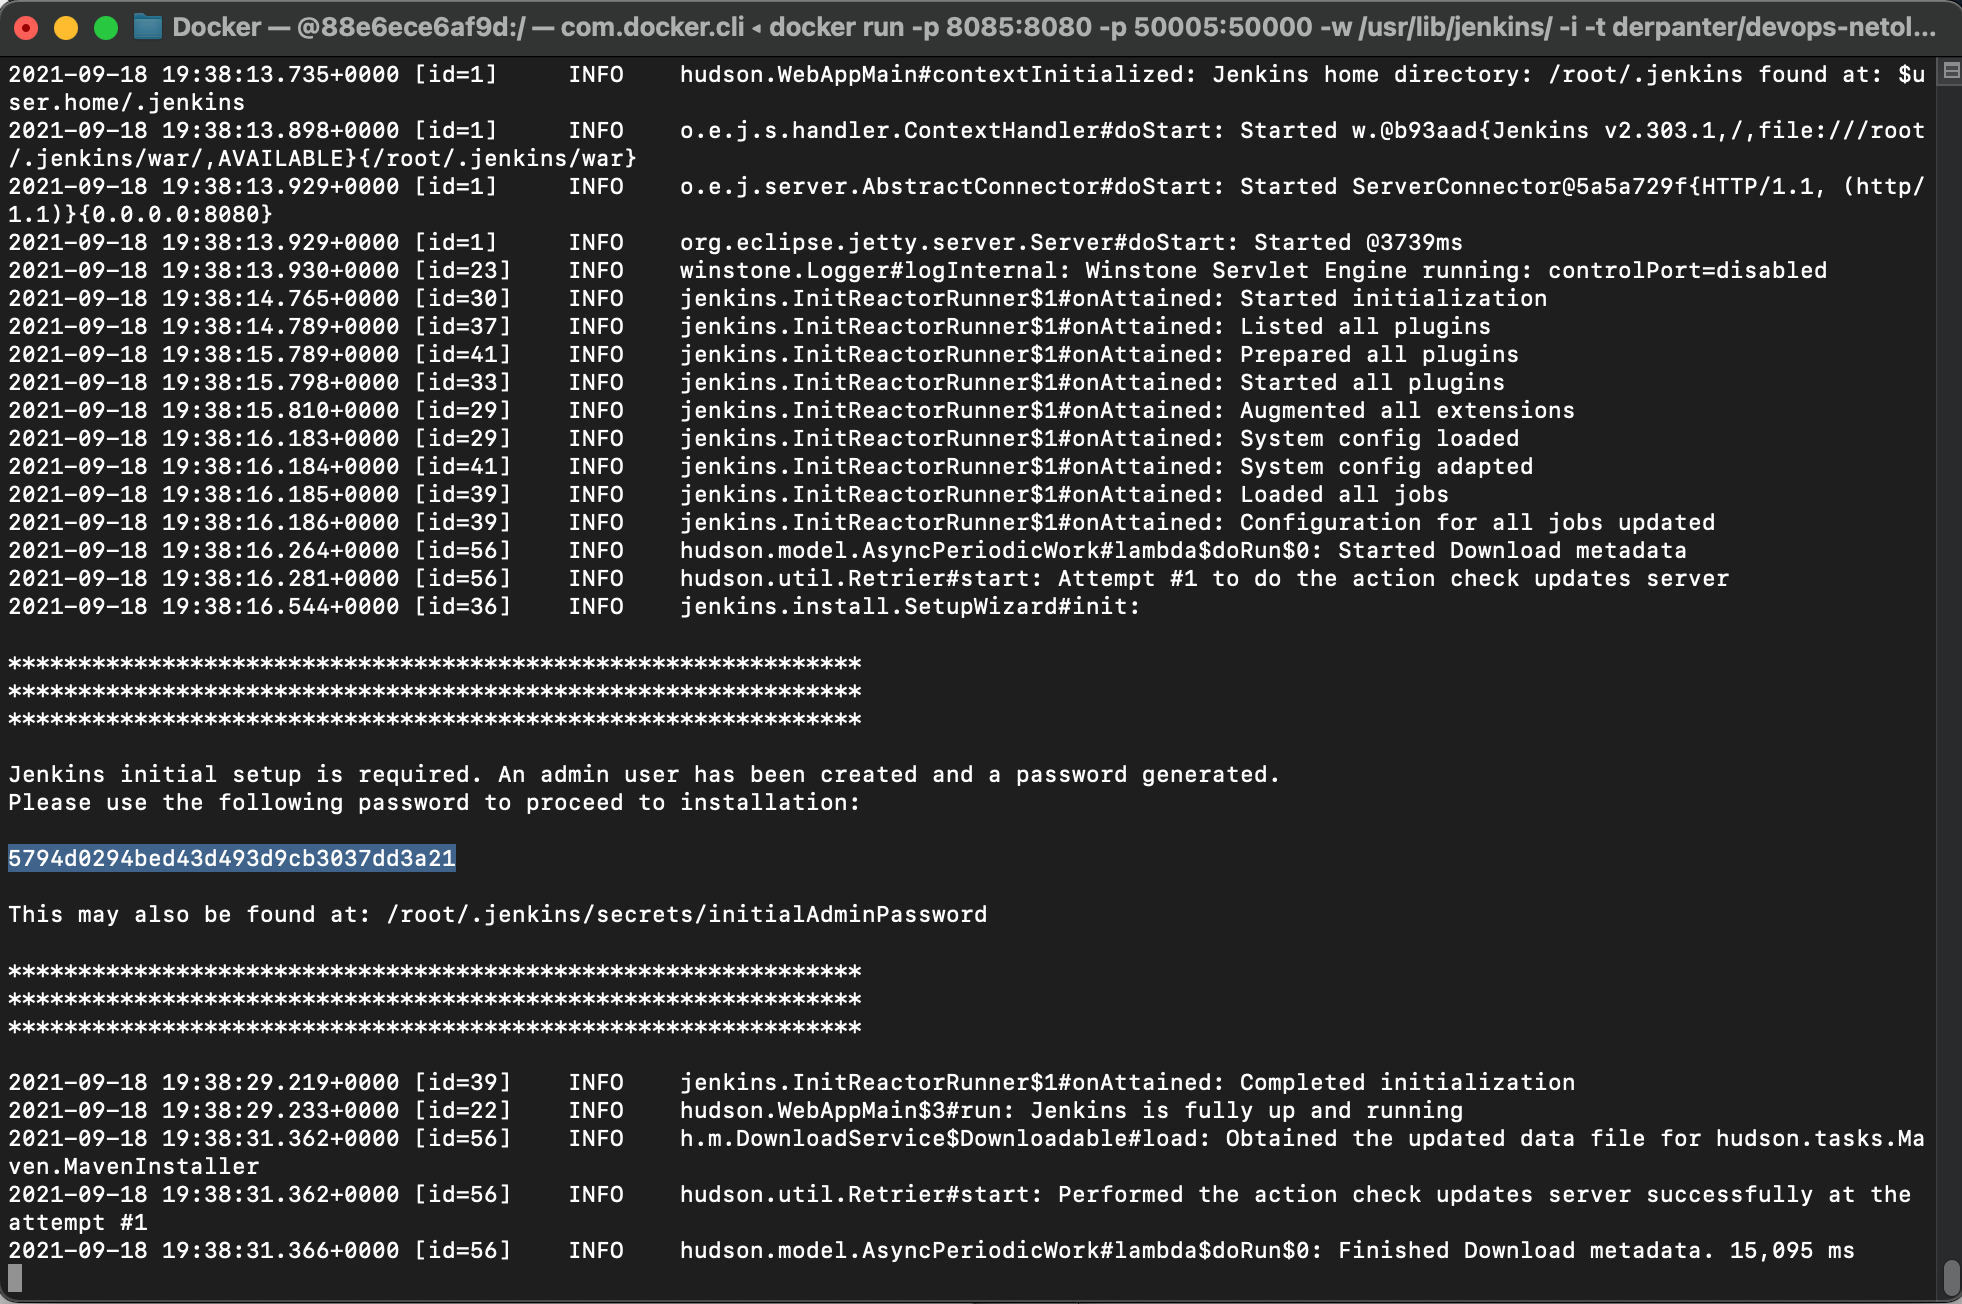 Docker — @88e6ece6af9d:/ — com.docker.cli ◂ docker run -p 8085:8080 -p 50005:50000 -w /usr/lib/jenkins/ -i -t derpanter/devops-netol...
2021-09-18 19:38:13.735+0000 [id=1]     INFO    hudson.WebAppMain#contextInitialized: Jenkins home directory: /root/.jenkins found at: $u
ser.home/.jenkins
2021-09-18 19:38:13.898+0000 [id=1]     INFO    o.e.j.s.handler.ContextHandler#doStart: Started w.@b93aad{Jenkins v2.303.1,/,file:///root
/.jenkins/war/,AVAILABLE}{/root/.jenkins/war}
2021-09-18 19:38:13.929+0000 [id=1]     INFO    o.e.j.server.AbstractConnector#doStart: Started ServerConnector@5a5a729f{HTTP/1.1, (http/
1.1)}{0.0.0.0:8080}
2021-09-18 19:38:13.929+0000 [id=1]     INFO    org.eclipse.jetty.server.Server#doStart: Started @3739ms
2021-09-18 19:38:13.930+0000 [id=23]    INFO    winstone.Logger#logInternal: Winstone Servlet Engine running: controlPort=disabled
2021-09-18 19:38:14.765+0000 [id=30]    INFO    jenkins.InitReactorRunner$1#onAttained: Started initialization
2021-09-18 19:38:14.789+0000 [id=37]    INFO    jenkins.InitReactorRunner$1#onAttained: Listed all plugins
2021-09-18 19:38:15.789+0000 [id=41]    INFO    jenkins.InitReactorRunner$1#onAttained: Prepared all plugins
2021-09-18 19:38:15.798+0000 [id=33]    INFO    jenkins.InitReactorRunner$1#onAttained: Started all plugins
2021-09-18 19:38:15.810+0000 [id=29]    INFO    jenkins.InitReactorRunner$1#onAttained: Augmented all extensions
2021-09-18 19:38:16.183+0000 [id=29]    INFO    jenkins.InitReactorRunner$1#onAttained: System config loaded
2021-09-18 19:38:16.184+0000 [id=41]    INFO    jenkins.InitReactorRunner$1#onAttained: System config adapted
2021-09-18 19:38:16.185+0000 [id=39]    INFO    jenkins.InitReactorRunner$1#onAttained: Loaded all jobs
2021-09-18 19:38:16.186+0000 [id=39]    INFO    jenkins.InitReactorRunner$1#onAttained: Configuration for all jobs updated
2021-09-18 19:38:16.264+0000 [id=56]    INFO    hudson.model.AsyncPeriodicWork#lambda$doRun$0: Started Download metadata
2021-09-18 19:38:16.281+0000 [id=56]    INFO    hudson.util.Retrier#start: Attempt #1 to do the action check updates server
2021-09-18 19:38:16.544+0000 [id=36]    INFO    jenkins.install.SetupWizard#init:
*************************************************************
*************************************************************
*************************************************************
Jenkins initial setup is required. An admin user has been created and a password generated.
Please use the following password to proceed to installation:
5794d0294bed43d493d9cb3037dd3a21
This may also be found at: /root/.jenkins/secrets/initialAdminPassword
*************************************************************
*************************************************************
*************************************************************
2021-09-18 19:38:29.219+0000 [id=39]    INFO    jenkins.InitReactorRunner$1#onAttained: Completed initialization
2021-09-18 19:38:29.233+0000 [id=22]    INFO    hudson.WebAppMain$3#run: Jenkins is fully up and running
2021-09-18 19:38:31.362+0000 [id=56]    INFO    h.m.DownloadService$Downloadable#load: Obtained the updated data file for hudson.tasks.Ma
ven.MavenInstaller
2021-09-18 19:38:31.362+0000 [id=56]    INFO    hudson.util.Retrier#start: Performed the action check updates server successfully at the
attempt #1
2021-09-18 19:38:31.366+0000 [id=56]    INFO    hudson.model.AsyncPeriodicWork#lambda$doRun$0: Finished Download metadata. 15,095 ms